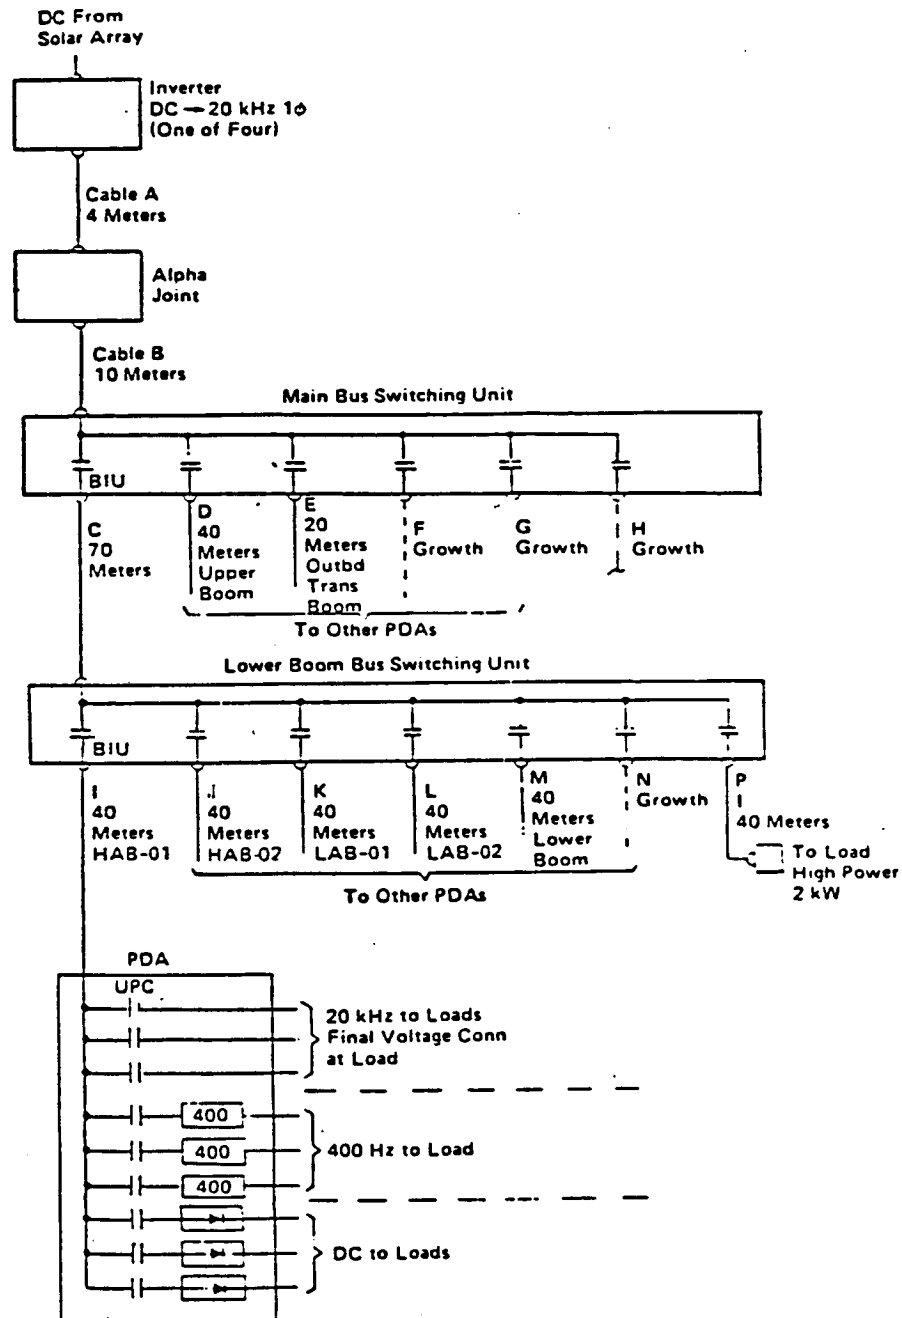 DC From
Solar Array
Inverter
DC → 20 kHz 1ϕ
(One of Four)
Cable A
4 Meters
Alpha
Joint
Cable B
10 Meters
Main Bus Switching Unit
BIU
C
70
Meters
D
40
Meters
Upper
Boom
E
20
Meters
Outbd
Trans
Boom
F
Growth
G
Growth
H
Growth
To Other PDAs
Lower Boom Bus Switching Unit
BIU
I
40
Meters
HAB-01
J
40
Meters
HAB-02
K
40
Meters
LAB-01
L
40
Meters
LAB-02
M
40
Meters
Lower
Boom
N
Growth
P
40 Meters
To Load
High Power
2 kW
To Other PDAs
PDA
UPC
20 kHz to Loads
Final Voltage Conn
at Load
400
400
400
400 Hz to Load
DC to Loads